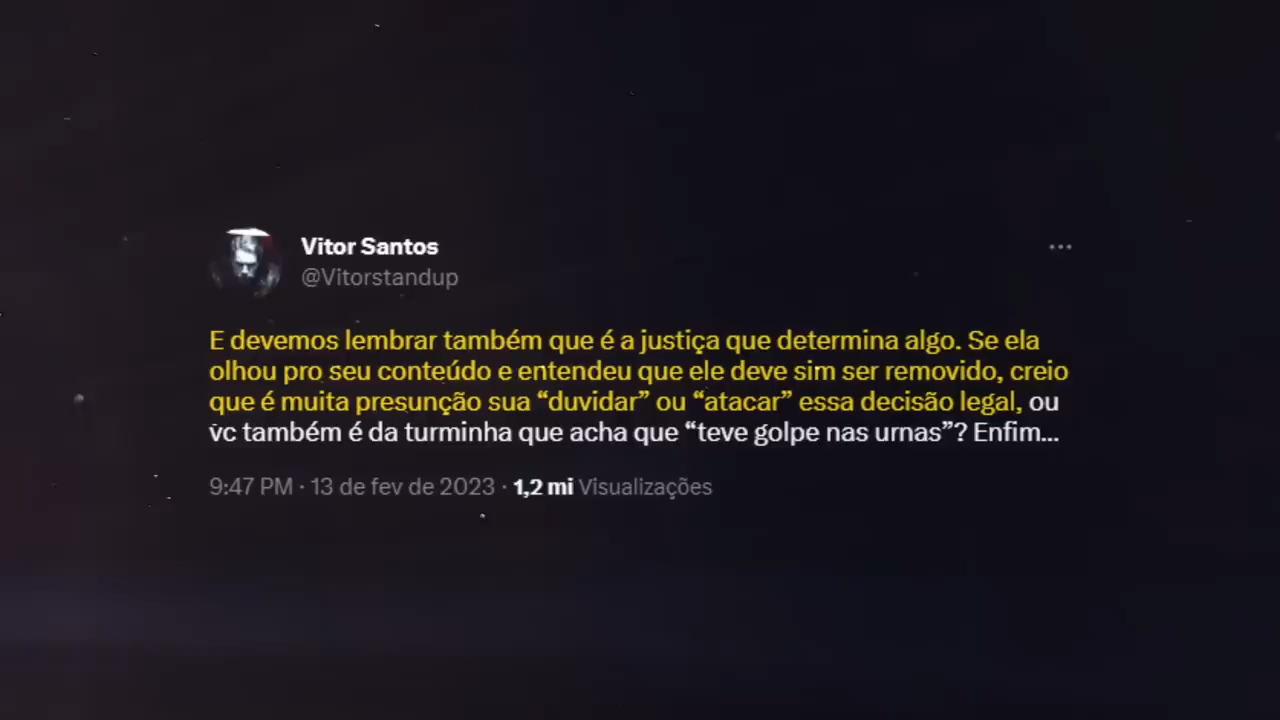 Vitor Santos
@Vitorstandup
E devemos lembrar também que é a justiça que determina algo. Se ela
olhou pro seu conteúdo e entendeu que ele deve sim ser removido, creio
que é muita presunção sua “duvidar” ou “atacar” essa decisão legal, ou
vc também é da turminha que acha que “teve golpe nas urnas”? Enfim...
9:47 PM · 13 de fev de 2023 · 1,2 mi Visualizações